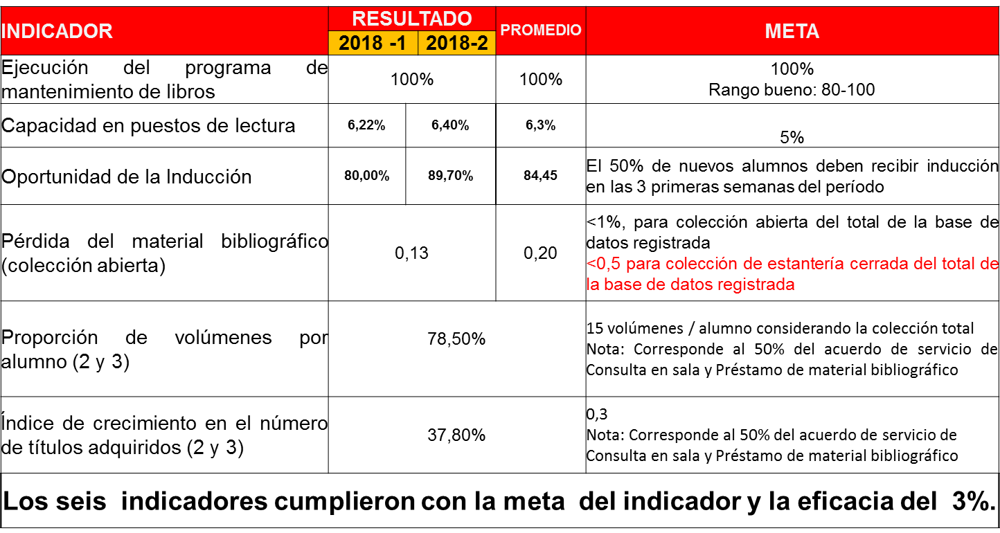 INDICADOR
RESULTADO
PROMEDIO
META
2018 -1
2018-2
Ejecución del programa de
mantenimiento de libros
100%
100%
100%
Rango bueno: 80-100
Capacidad en puestos de lectura
6,22%
6,40%
6,3%
5%
Oportunidad de la Inducción
80,00%
89,70%
84,45
El 50% de nuevos alumnos deben recibir inducción
en las 3 primeras semanas del período
Pérdida del material bibliográfico
(colección abierta)
0,13
0,20
<1%, para colección abierta del total de la base de
datos registrada
<0,5 para colección de estantería cerrada del total de
la base de datos registrada
Proporción de volúmenes por
alumno (2 y 3)
78,50%
15 volúmenes / alumno considerando la colección total
Nota: Corresponde al 50% del acuerdo de servicio de
Consulta en sala y Préstamo de material bibliográfico
Índice de crecimiento en el número
de títulos adquiridos (2 y 3)
37,80%
0,3
Nota: Corresponde al 50% del acuerdo de servicio de
Consulta en sala y Préstamo de material bibliográfico
Los seis indicadores cumplieron con la meta del indicador y la eficacia del 3%.